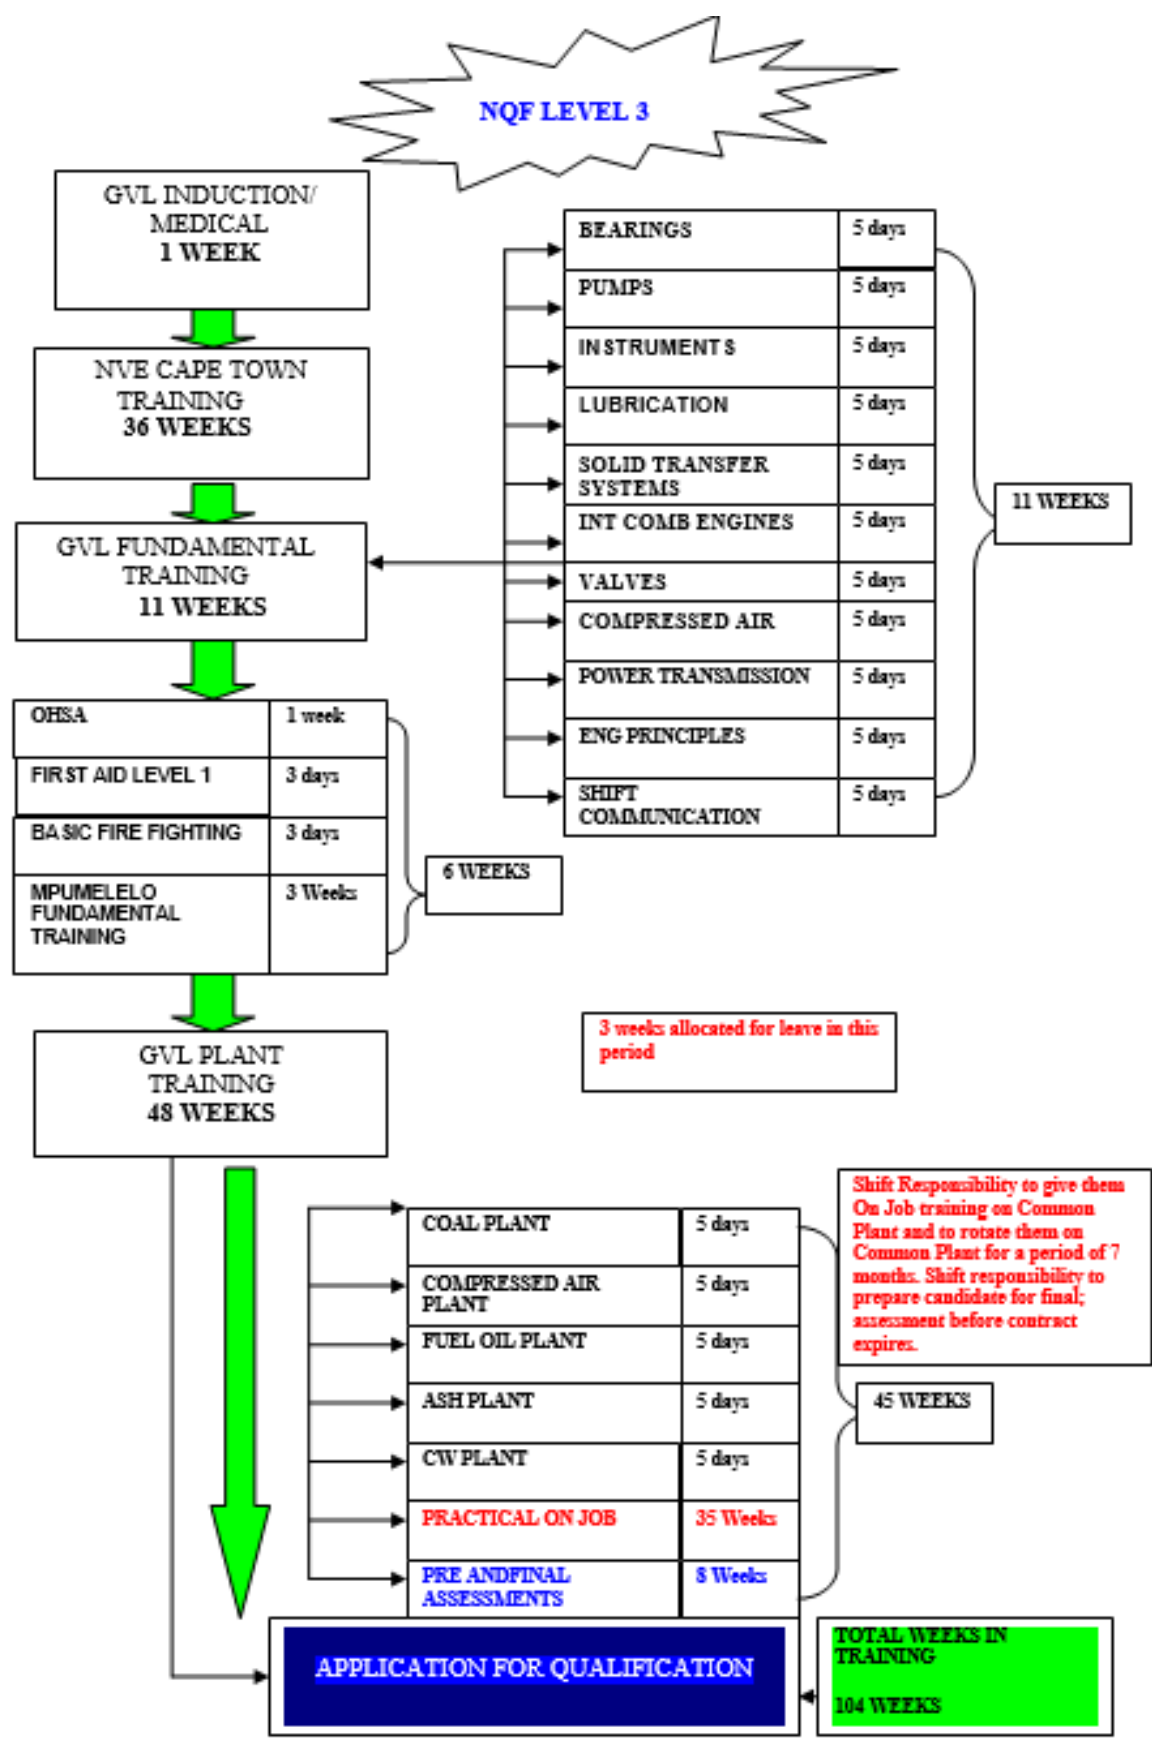 NQF LEVEL 3
GVL INDUCTION/
MEDICAL
1 WEEK
NVE CAPE TOWN
TRAINING
36 WEEKS
GVL FUNDAMENTAL
TRAINING
11 WEEKS
BEARINGS 5 days
PUMPS 5 days
INSTRUMENTS 5 days
LUBRICATION 5 days
SOLID TRANSFER 5 days
SYSTEMS
INT COMB ENGINES 5 days
VALVES 5 days
COMPRESSED AIR 5 days
POWER TRANSMISSION 5 days
ENG PRINCIPLES 5 days
SHIFT 5 days
COMMUNICATION
11 WEEKS
OHSA 1 week
FIRST AID LEVEL 1 3 days
BASIC FIRE FIGHTING 3 days
MPUMELELO 3 Weeks
FUNDAMENTAL
TRAINING
6 WEEKS
GVL PLANT
TRAINING
48 WEEKS
3 weeks allocated for leave in this
period
Shift Responsibility to give them
On Job training on Common
Plant and to rotate them on
Common Plant for a period of 7
months. Shift responsibility to
prepare candidate for final;
assessment before contract
expires.
COAL PLANT 5 days
COMPRESSED AIR 5 days
PLANT
FUEL OIL PLANT 5 days
ASH PLANT 5 days
CW PLANT 5 days
PRACTICAL ON JOB 35 Weeks
PRE ANDFINAL 8 Weeks
ASSESSMENTS
45 WEEKS
APPLICATION FOR QUALIFICATION
TOTAL WEEKS IN
TRAINING
104 WEEKS